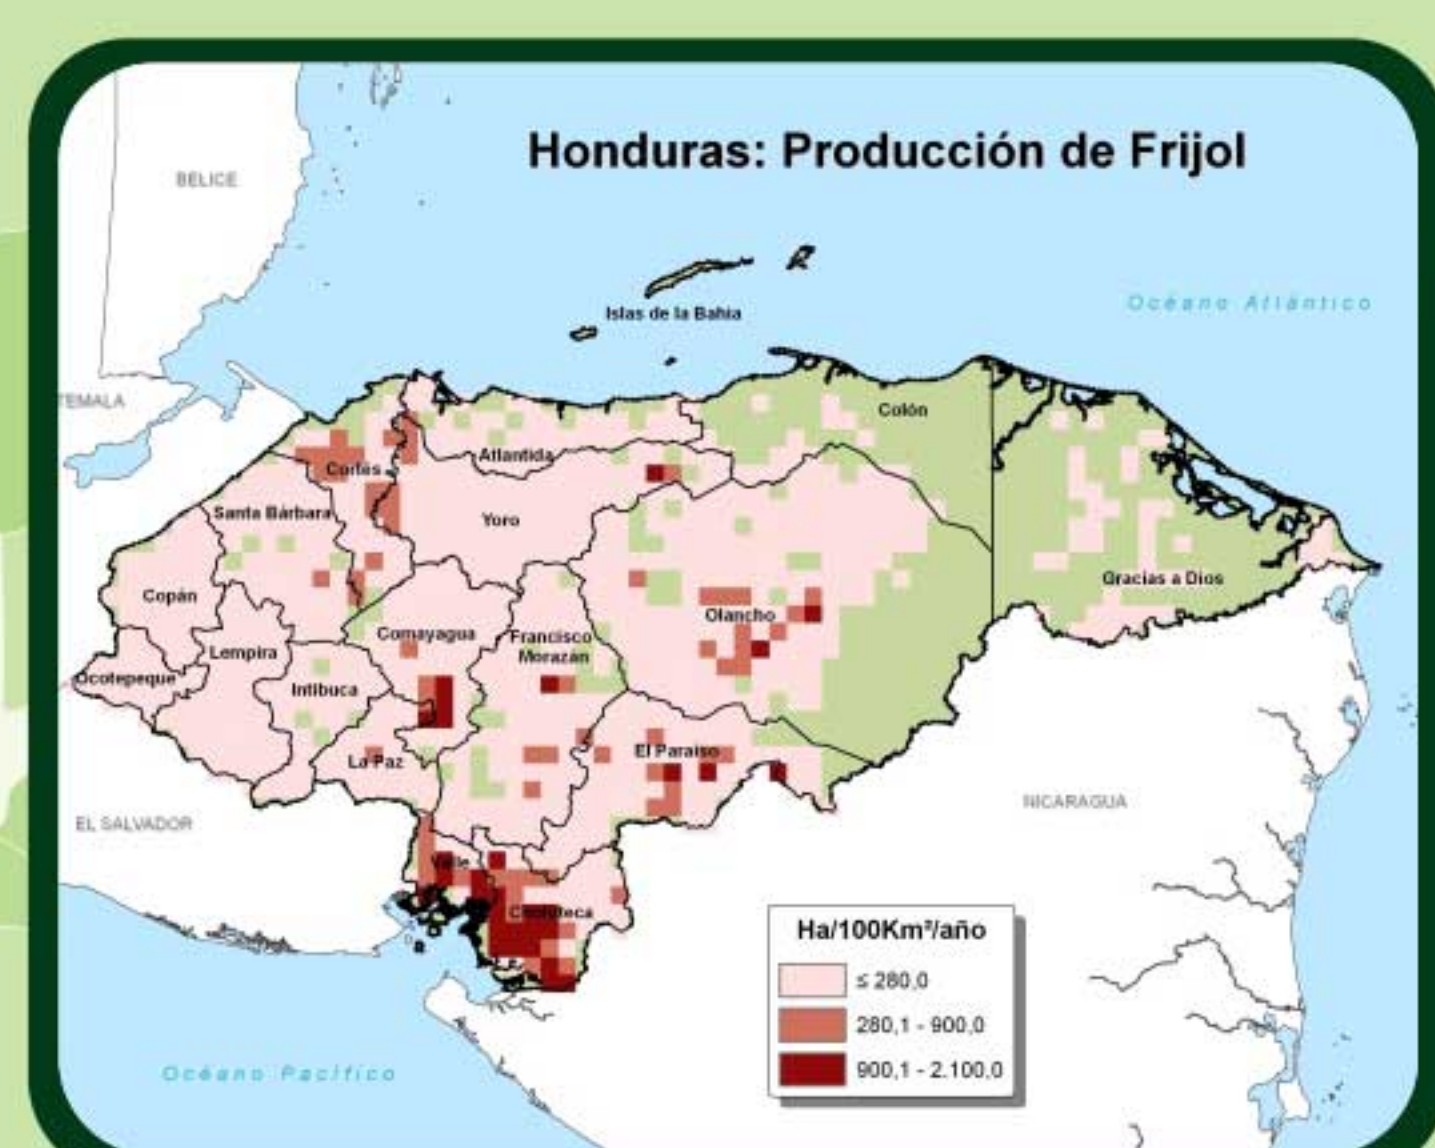 Honduras: Producción de Frijol
BELICE
Islas de la Bahia
Océano Atlántico
TEMALA
Colón
Atlantida
Cortes
Santa Bárbara
Yoro
Gracias a Dios
Copán
Olancho
Comayagua
Francisco
Morazán
Lempira
Ocotepeque
Intibuca
El Paraiso
La Paz
NICARAGUA
EL SALVADOR
Valle
Choluteca
Ha/100Km²/año
≤ 280,0
280,1 - 900,0
900,1 - 2.100,0
Océano Pacífico